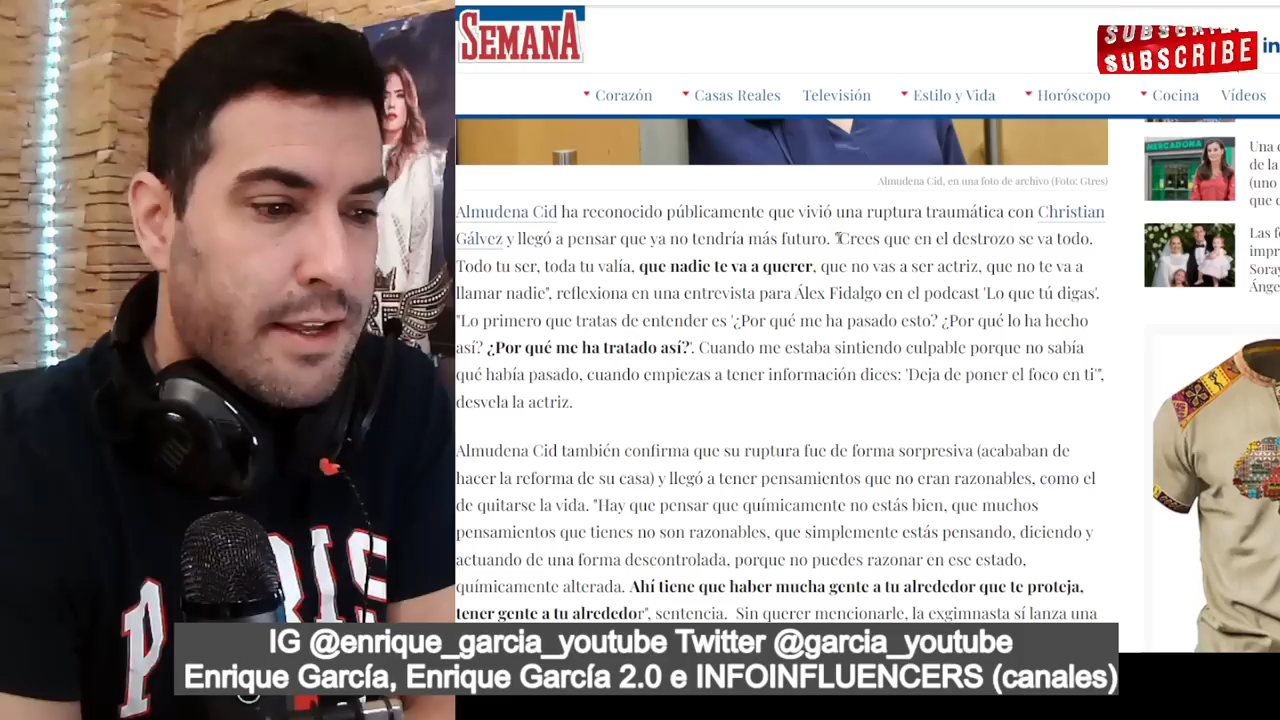 SEMANA
SUBSCRIBE
SUBSCRIBE
in
Corazón Casas Reales Televisión Estilo y Vida Horóscopo Cocina Vídeos
MERCADONA
Una
de la
(uno
que
Almudena Cid, en una foto de archivo (Foto: Gtres)
Almudena Cid ha reconocido públicamente que vivió una ruptura traumática con Christian
Gálvez y llegó a pensar que ya no tendría más futuro. "Crees que en el destrozo se va todo.
Todo tu ser, toda tu valía, que nadie te va a querer, que no vas a ser actriz, que no te va a
llamar nadie", reflexiona en una entrevista para Álex Fidalgo en el podcast 'Lo que tú digas'.
"Lo primero que tratas de entender es '¿Por qué me ha pasado esto? ¿Por qué lo ha hecho
así? ¿Por qué me ha tratado así?'. Cuando me estaba sintiendo culpable porque no sabía
qué había pasado, cuando empiezas a tener información dices: 'Deja de poner el foco en ti'",
desvela la actriz.
Las
impr
Soray
Ánge
Almudena Cid también confirma que su ruptura fue de forma sorpresiva (acababan de
hacer la reforma de su casa) y llegó a tener pensamientos que no eran razonables, como el
de quitarse la vida. "Hay que pensar que químicamente no estás bien, que muchos
pensamientos que tienes no son razonables, que simplemente estás pensando, diciendo y
actuando de una forma descontrolada, porque no puedes razonar en ese estado,
químicamente alterada. Ahí tiene que haber mucha gente a tu alrededor que te proteja,
tener gente a tu alrededor", sentencia. Sin querer mencionarle, la exgimnasta sí lanza una
IG @enrique_garcia_youtube Twitter @garcia_youtube
Enrique García, Enrique García 2.0 e INFOINFLUENCERS (canales)